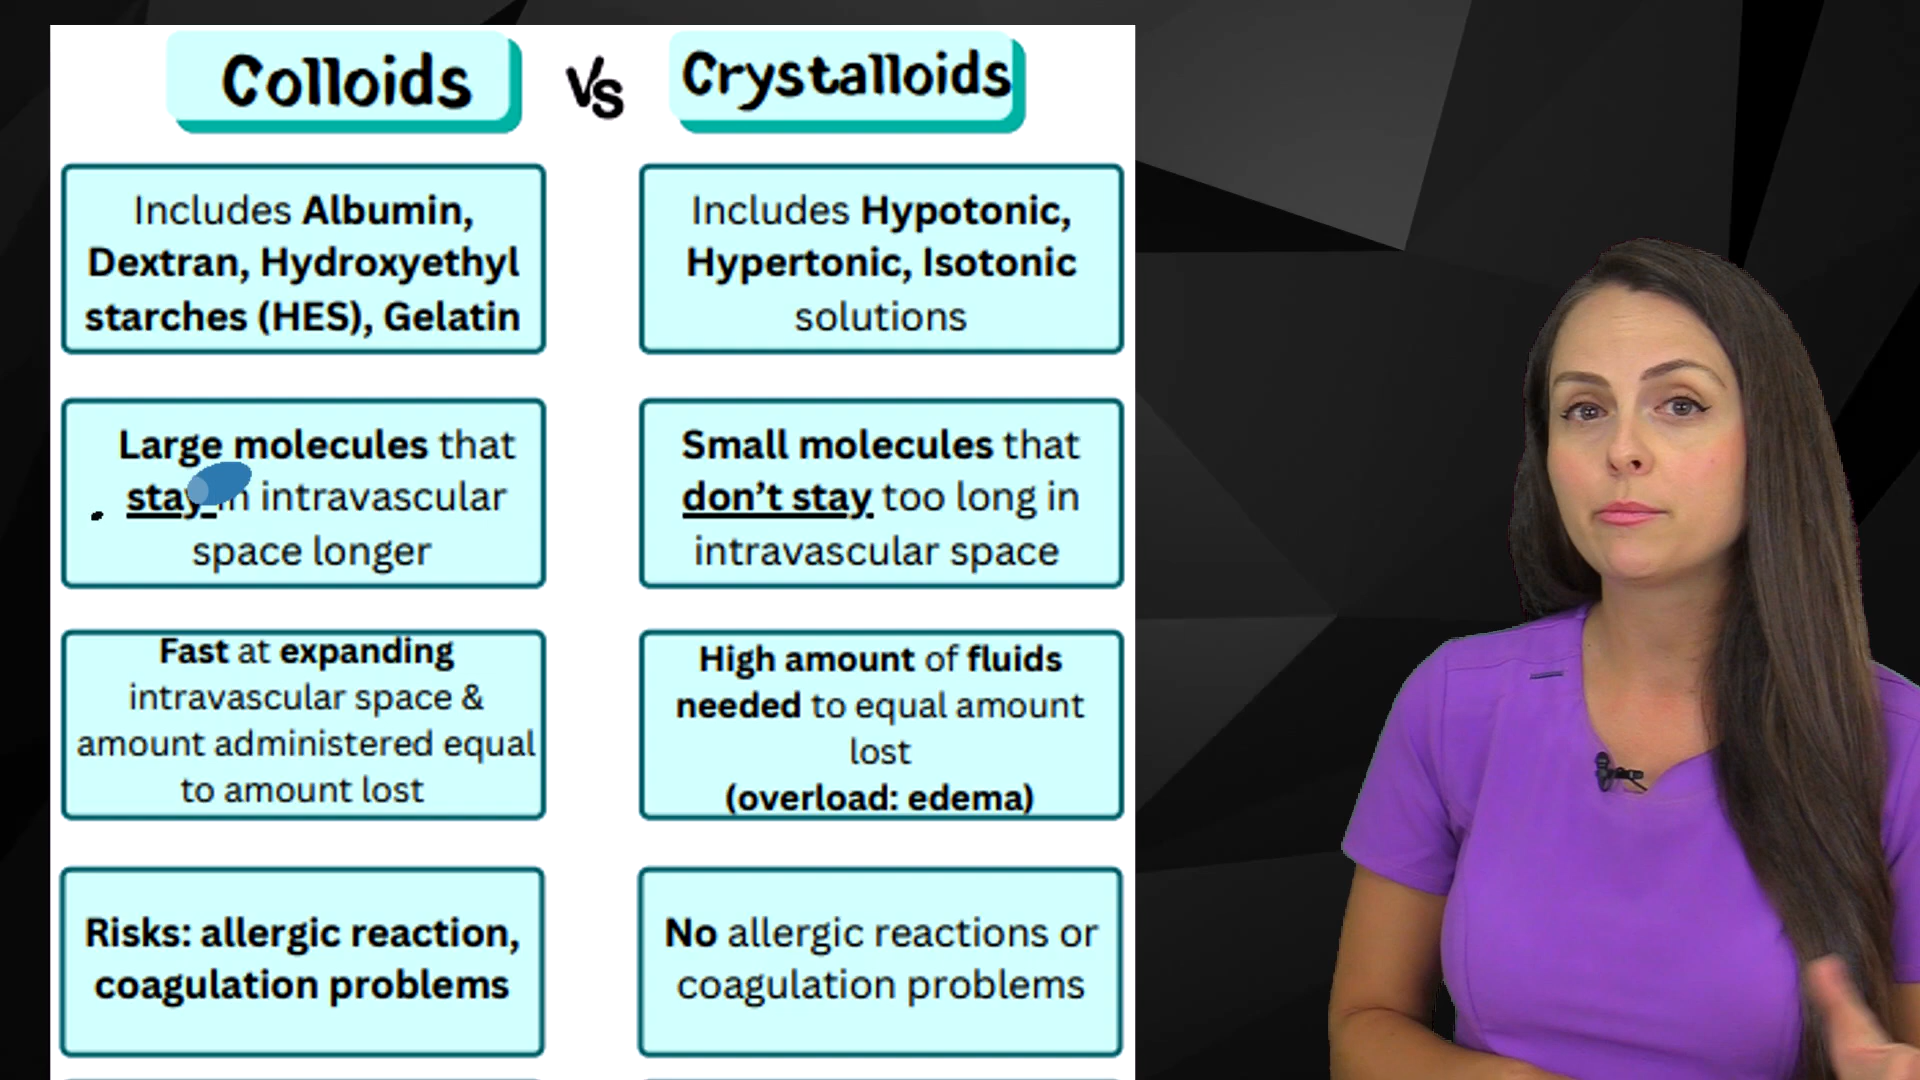 Colloids vs Crystalloids
Includes Albumin,
Dextran, Hydroxyethyl
starches (HES), Gelatin
Includes Hypotonic,
Hypertonic, Isotonic
solutions
Large molecules that
stay in intravascular
space longer
Small molecules that
don't stay too long in
intravascular space
Fast at expanding
intravascular space &
amount administered equal
to amount lost
High amount of fluids
needed to equal amount
lost
(overload: edema)
Risks: allergic reaction,
coagulation problems
No allergic reactions or
coagulation problems